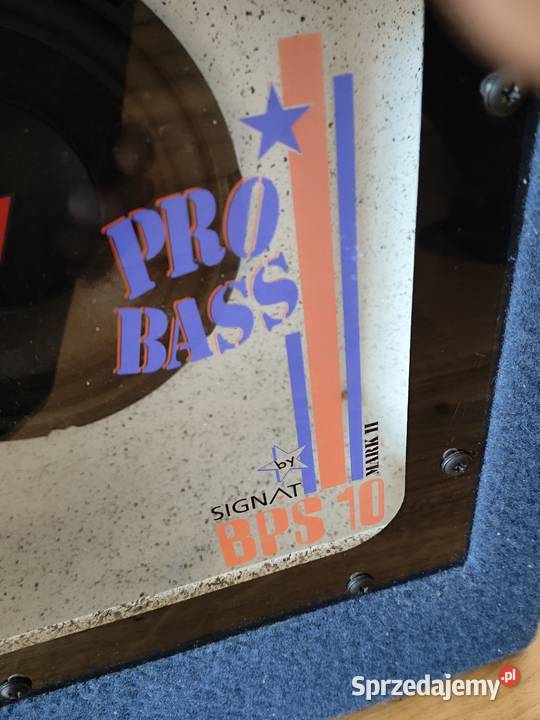 PRO
BASS
by
SIGNAT
MARK II
BPS 10
Sprzedajemy.pl